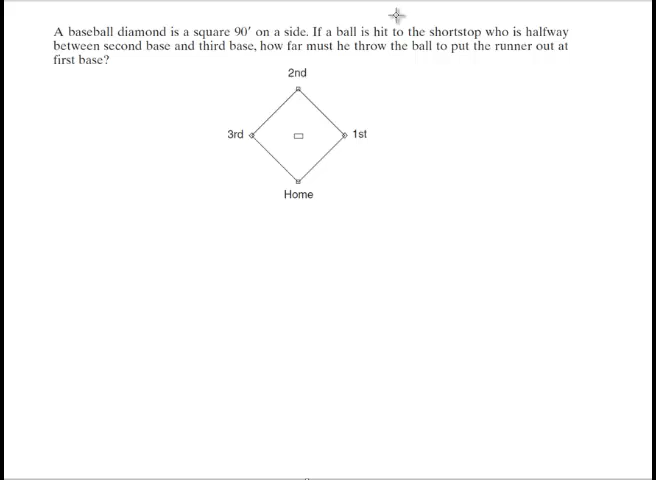 A baseball diamond is a square 90′ on a side. If a ball is hit to the shortstop who is halfway
between second base and third base, how far must he throw the ball to put the runner out at
first base?
2nd
3rd
1st
Home